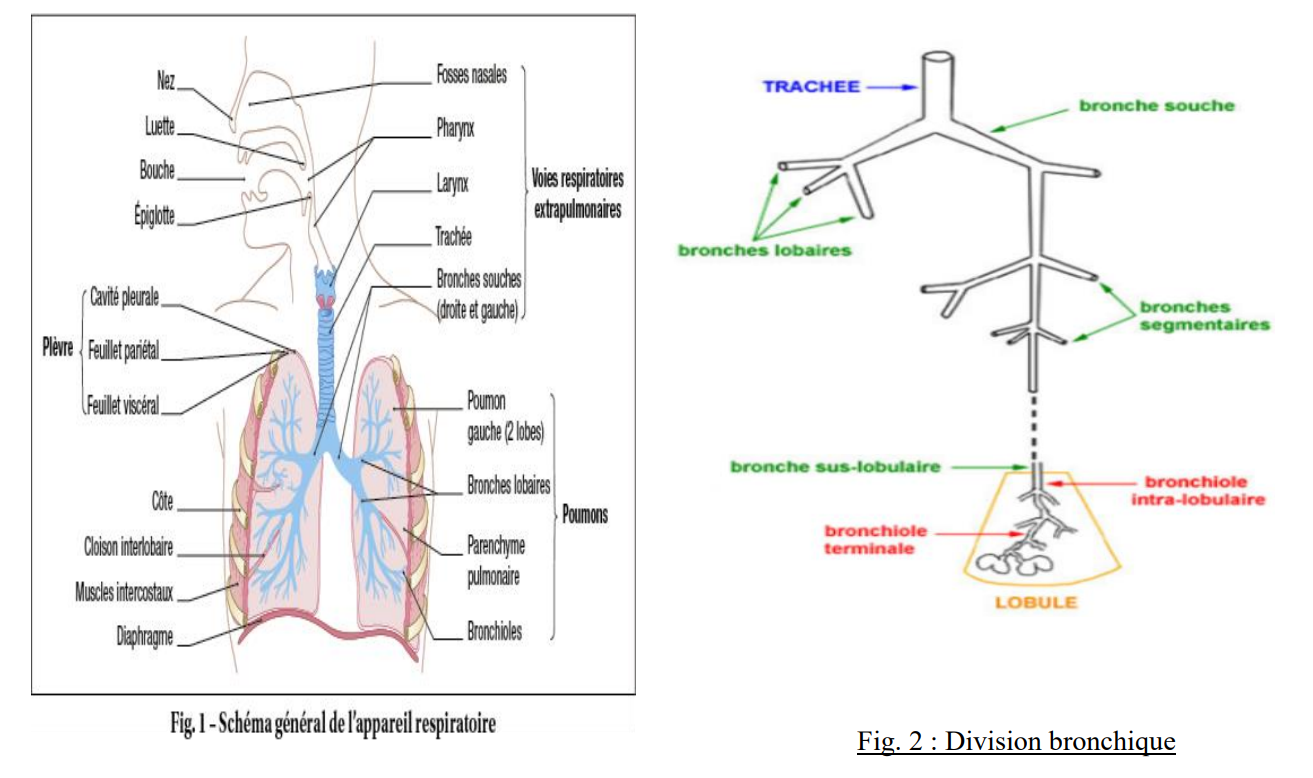 Nez
Luette
Bouche
Épiglotte
Plèvre
Cavité pleurale
Feuillet pariétal
Feuillet viscéral
Côte
Cloison interlobaire
Muscles intercostaux
Diaphragme
Fosses nasales
Pharynx
Larynx
Trachée
Bronches souches
(droite et gauche)
Voies respiratoires
extrapulmonaires
Poumon
gauche (2 lobes)
Bronches lobaires
Parenchyme
pulmonaire
Bronchioles
Poumons
Fig. 1 - Schéma général de l'appareil respiratoire
TRACHEE
bronche souche
bronches lobaires
bronches
segmentaires
bronche sus-lobulaire
bronchiole
intra-lobulaire
bronchiole
terminale
LOBULE
Fig. 2 : Division bronchique